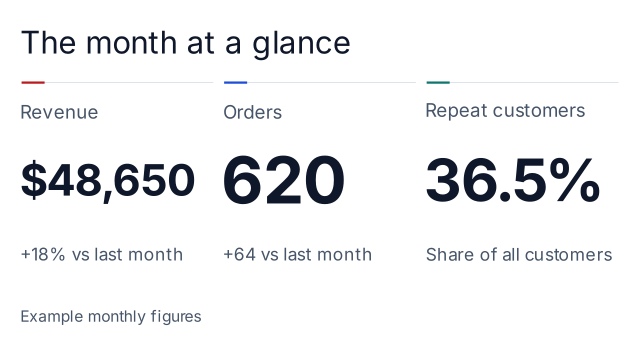 The month at a glance
Revenue
$48,650
+18% vs last month
Orders
620
+64 vs last month
Repeat customers
36.5%
Share of all customers
Example monthly figures